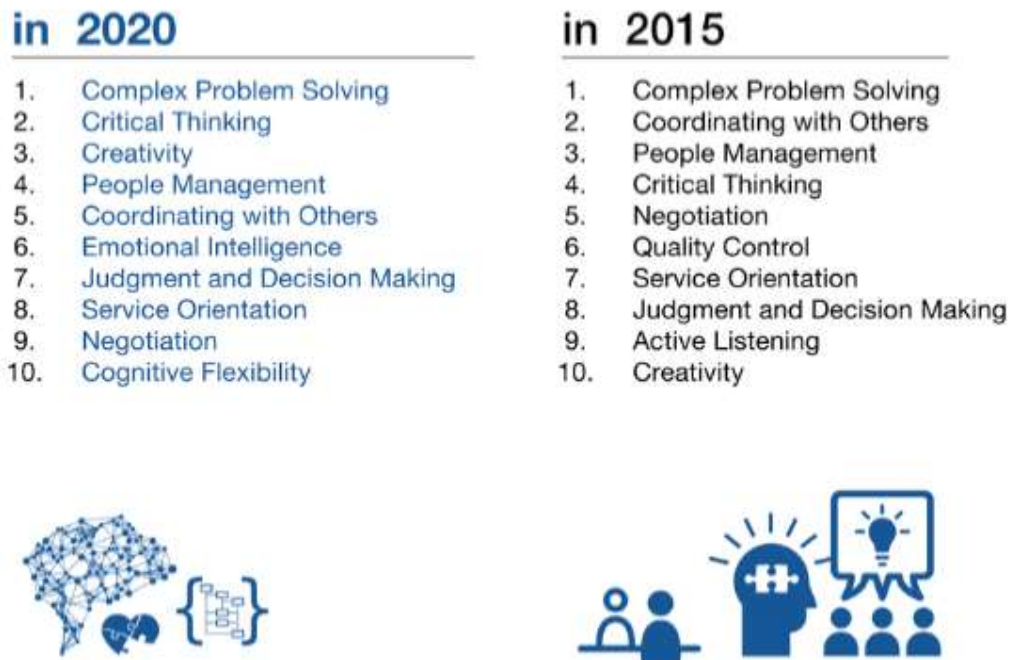 in 2020
1. Complex Problem Solving
2. Critical Thinking
3. Creativity
4. People Management
5. Coordinating with Others
6. Emotional Intelligence
7. Judgment and Decision Making
8. Service Orientation
9. Negotiation
10. Cognitive Flexibility
in 2015
1. Complex Problem Solving
2. Coordinating with Others
3. People Management
4. Critical Thinking
5. Negotiation
6. Quality Control
7. Service Orientation
8. Judgment and Decision Making
9. Active Listening
10. Creativity